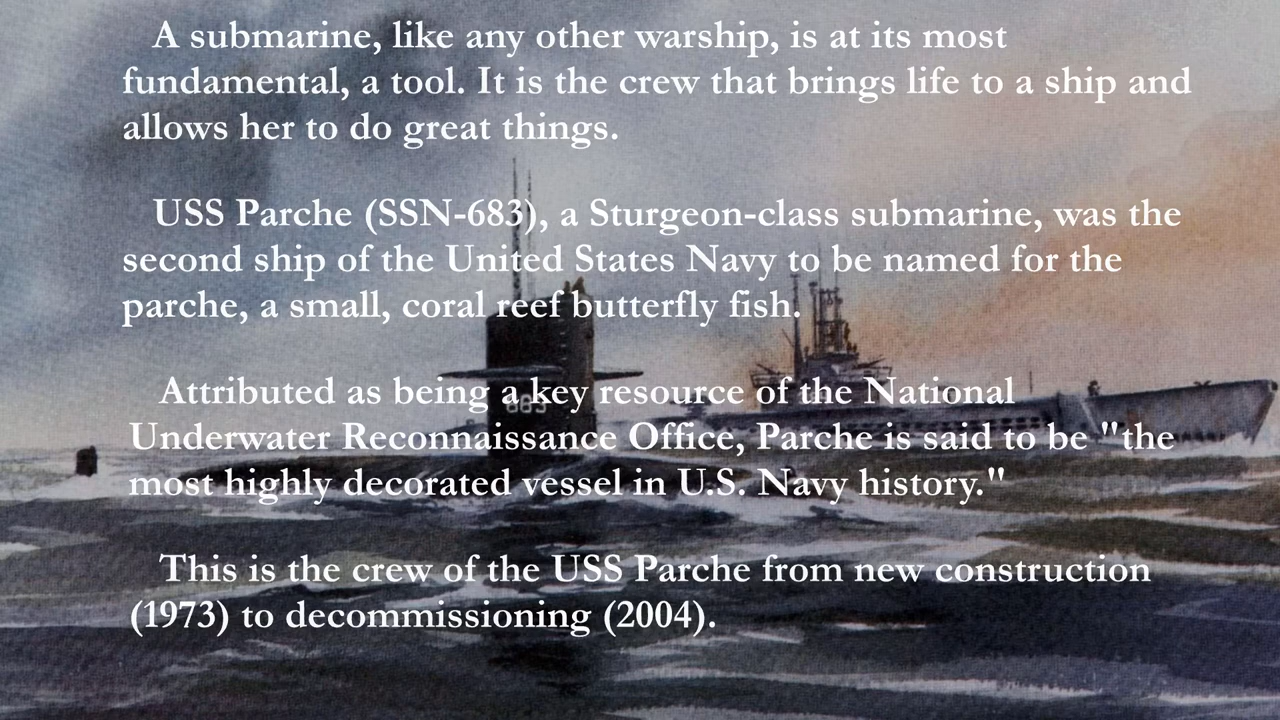 A submarine, like any other warship, is at its most
fundamental, a tool. It is the crew that brings life to a ship and
allows her to do great things.
USS Parche (SSN-683), a Sturgeon-class submarine, was the
second ship of the United States Navy to be named for the
parche, a small, coral reef butterfly fish.
Attributed as being a key resource of the National
683
Underwater Reconnaissance Office, Parche is said to be "the
most highly decorated vessel in U.S. Navy history."
This is the crew of the USS Parche from new construction
(1973) to decommissioning (2004).